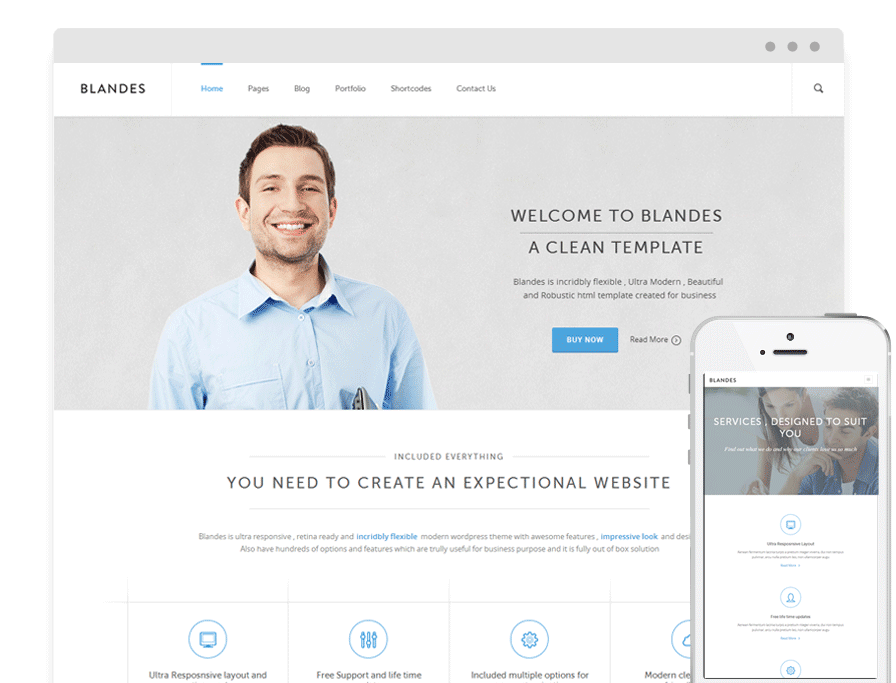 BLANDES
Home Pages Blog Portfolio Shortcodes Contact Us
WELCOME TO BLANDES
A CLEAN TEMPLATE
Blandes is incridbly flexible , Ultra Modern , Beautiful
and Robustic html template created for business
BUY NOW Read More
INCLUDED EVERYTHING
YOU NEED TO CREATE AN EXPECTIONAL WEBSITE
Blandes is ultra responsive , retina ready and incridbly flexible modern wordpress theme with awesome features , impressive look and desi
Also have hundreds of options and features which are trully useful for business purpose and it is fully out of box solution
Ultra Resposnsive layout and
Free Support and life time
Included multiple options for
Modern cle
BLANDES
SERVICES , DESIGNED TO SUIT
YOU
Find out what we do and why our clients love us so much
Ultra Resposnsive Layout
Read More
Free life time updates
Read More